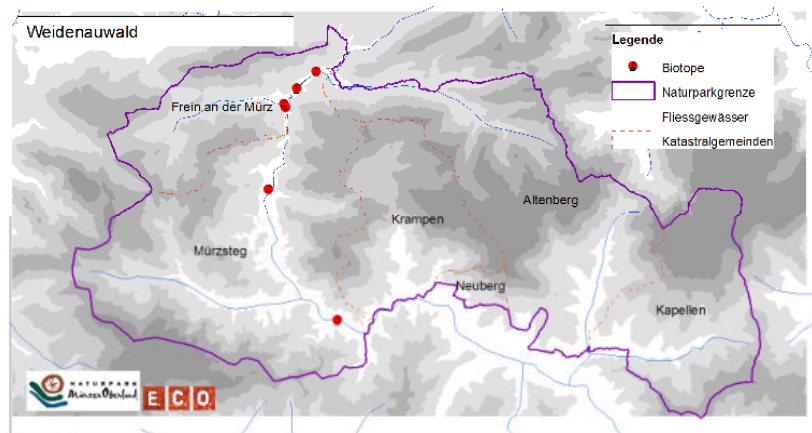 Weidenauwald
Legende
Biotope
Naturparkgrenze
Fliessgewässer
Katastralgemeinden
Frein an der Mürz
Altenberg
Krampen
Mürzsteg
Neuberg
Kapellen
NATURPARK
Mürzer Oberland
E.C.O.